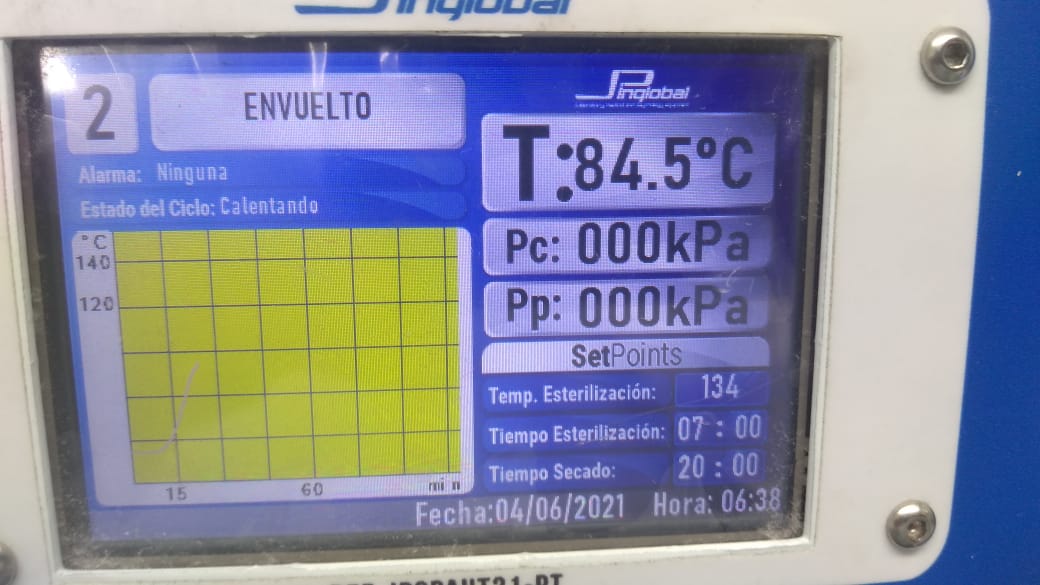 Jpinglobal
2 ENVUELTO
Alarma: Ninguna
Estado del Ciclo: Calentando
°C
140
120
15 60 min
Jpinglobal
T:84.5°C
Pc: 000kPa
Pp: 000kPa
SetPoints
Temp. Esterilización: 134
Tiempo Esterilización: 07 : 00
Tiempo Secado: 20 : 00
Fecha:04/06/2021 Hora: 06:38